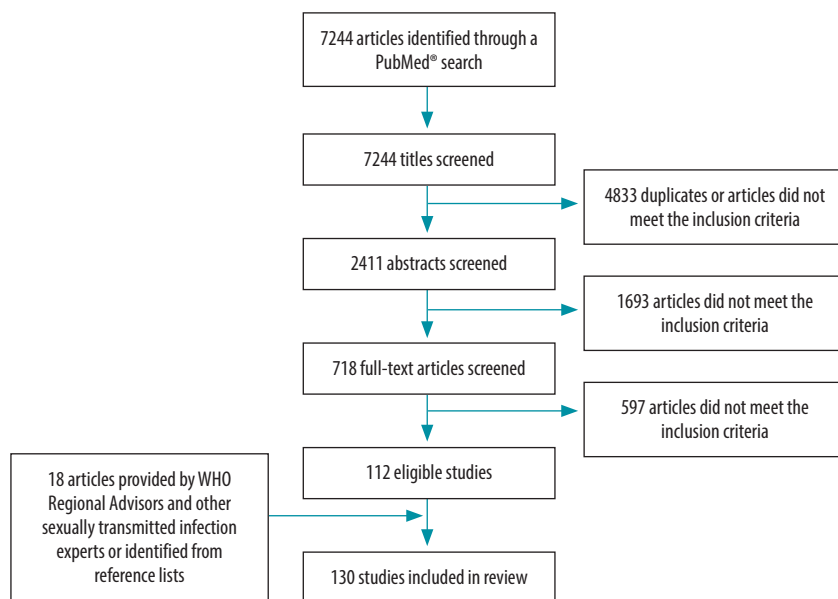 7244 articles identified through a
PubMed® search
7244 titles screened
4833 duplicates or articles did not
meet the inclusion criteria
2411 abstracts screened
1693 articles did not meet the
inclusion criteria
718 full-text articles screened
597 articles did not meet the
inclusion criteria
112 eligible studies
18 articles provided by WHO
Regional Advisors and other
sexually transmitted infection
experts or identified from
reference lists
130 studies included in review